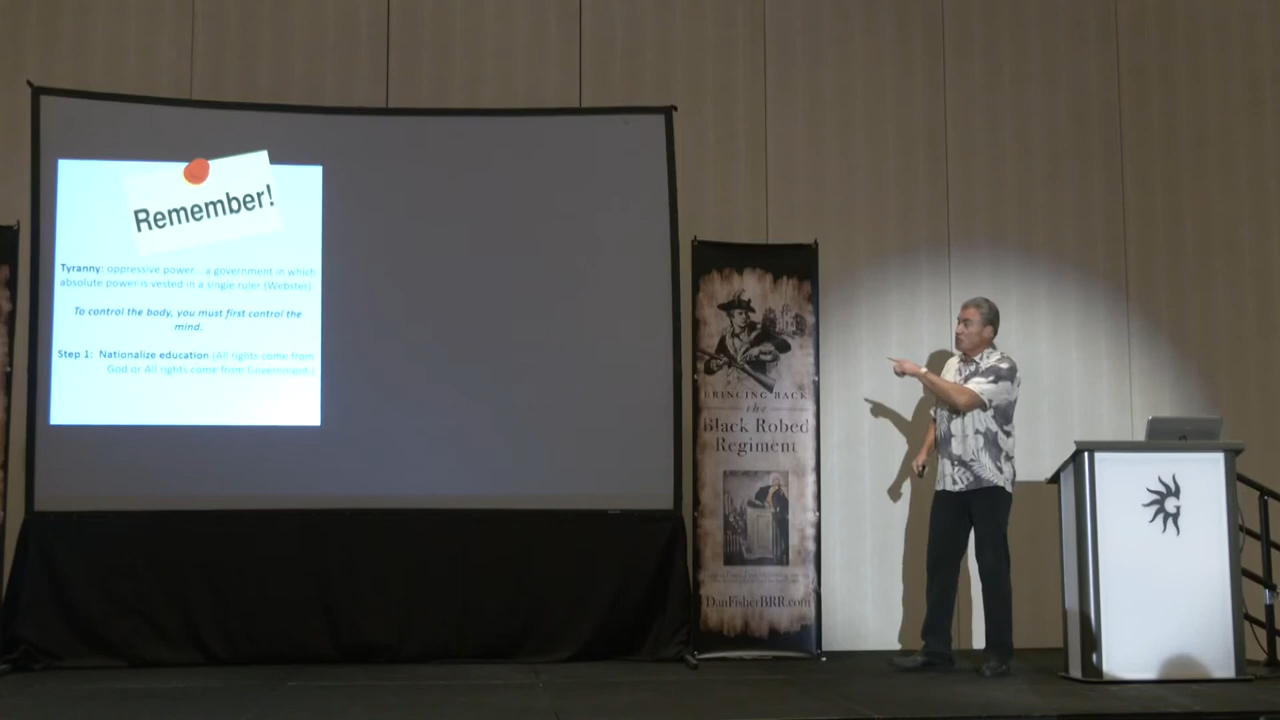 Remember!
Tyranny: oppressive power... a government in which
absolute power is vested in a single ruler (Webster)
To control the body, you must first control the
mind.
Step 1: Nationalize education (All rights come from
God or All rights come from Government.)
BRINGING BACK
the
Black Robed
Regiment
DanFisherBRR.com